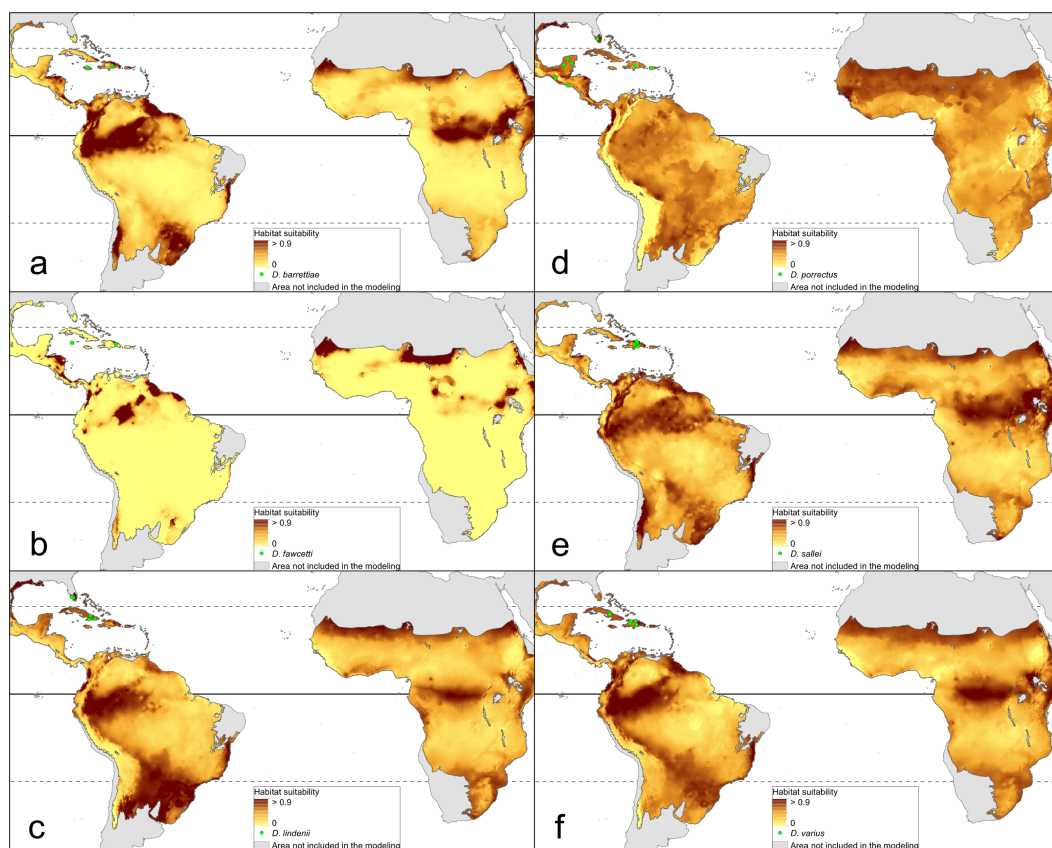 a
Habitat suitability
> 0.9
0
D. barrettiae
Area not included in the modeling
b
Habitat suitability
> 0.9
0
D. fawcetti
Area not included in the modeling
c
Habitat suitability
> 0.9
0
D. lindenii
Area not included in the modeling
d
Habitat suitability
> 0.9
0
D. porrectus
Area not included in the modeling
e
Habitat suitability
> 0.9
0
D. sallei
Area not included in the modeling
f
Habitat suitability
> 0.9
0
D. varius
Area not included in the modeling